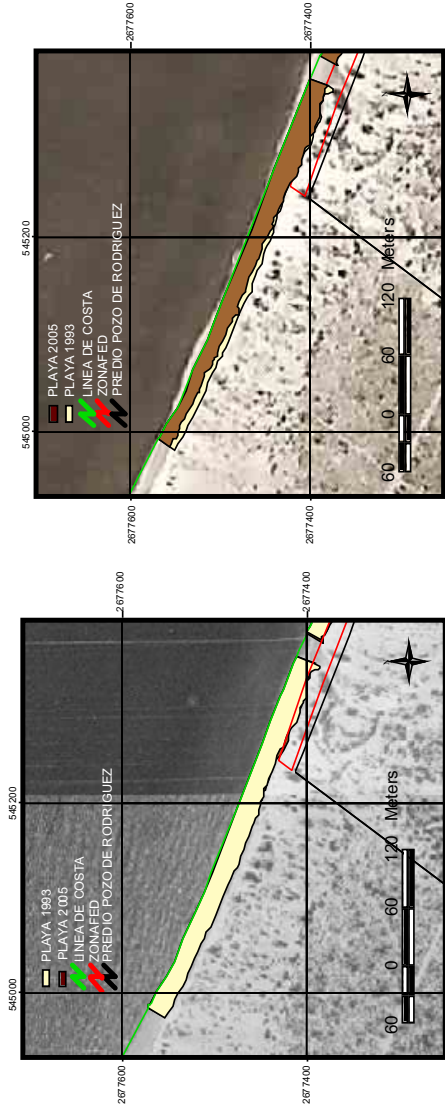 545000
545200
2677600
2677400
PLAYA 1993
PLAYA 2005
LINEA DE COSTA
ZONAFED
PREDIO POZO DE RODRIGUEZ
60 0 60 120 Meters
2677600
2677400
545000
545200
2677600
2677400
PLAYA 2005
PLAYA 1993
LINEA DE COSTA
ZONAFED
PREDIO POZO DE RODRIGUEZ
60 0 60 120 Meters
2677600
2677400